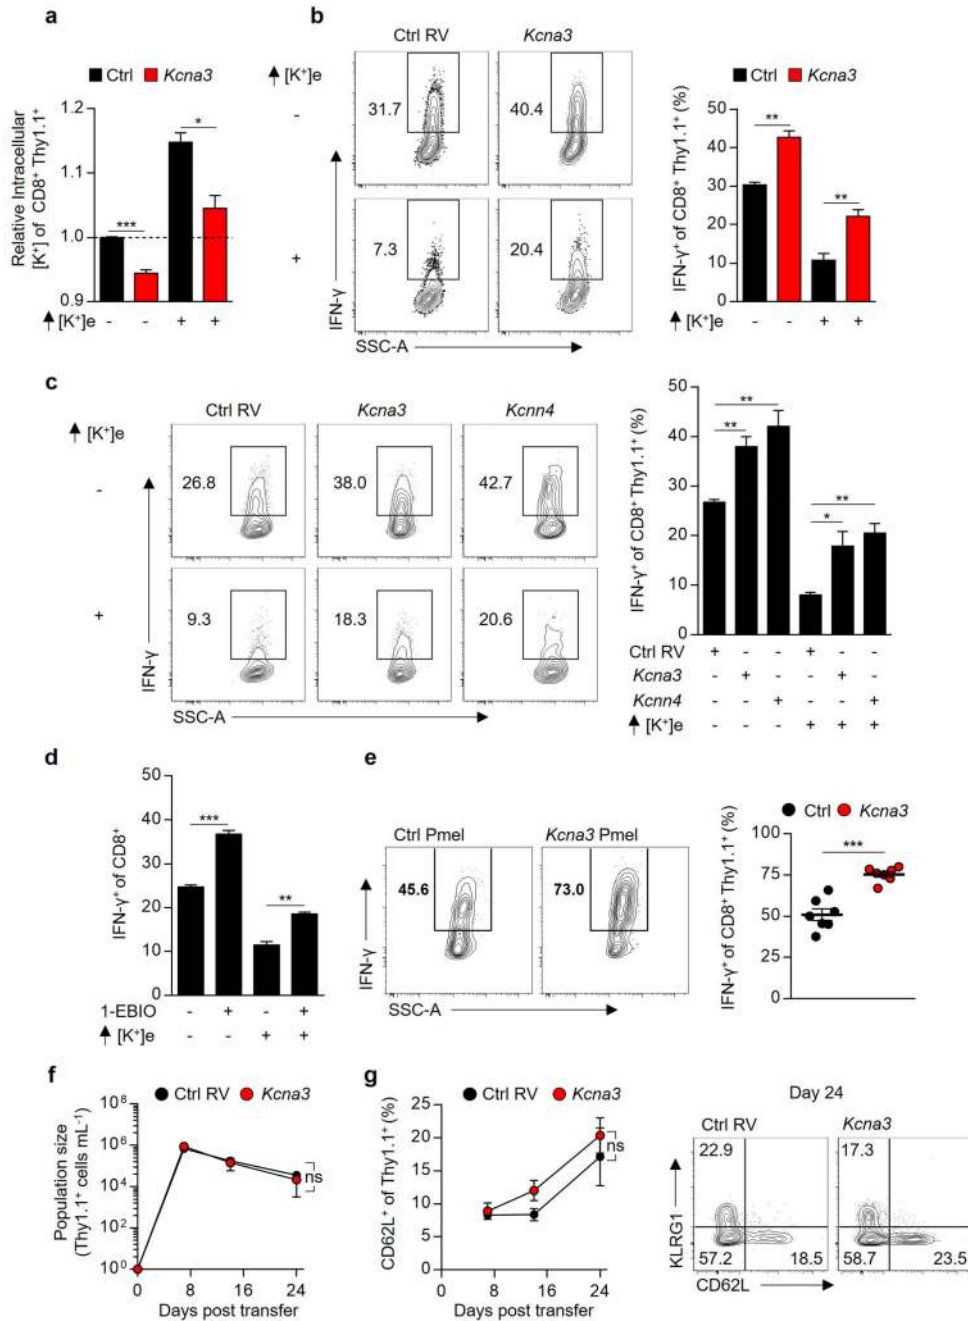 a
Ctrl Kcna3
Relative Intracellular
[K⁺] of CD8⁺ Thy1.1⁺
1.2
1.1
1.0
0.9
***
*
↑ [K⁺]e - - + +
b
Ctrl RV Kcna3
↑ [K⁺]e
-
31.7 40.4
+
7.3 20.4
IFN-γ
SSC-A
Ctrl Kcna3
IFN-γ⁺ of CD8⁺ Thy1.1⁺ (%)
50
40
30
20
10
0
**
**
↑ [K⁺]e - - + +
c
Ctrl RV Kcna3 Kcnn4
↑ [K⁺]e
-
26.8 38.0 42.7
+
9.3 18.3 20.6
IFN-γ
SSC-A
IFN-γ⁺ of CD8⁺ Thy1.1⁺ (%)
50
40
30
20
10
0
**
**
**
*
Ctrl RV + - - + - -
Kcna3 - + - - + -
Kcnn4 - - + - - +
↑ [K⁺]e - - - + + +
d
IFN-γ⁺ of CD8⁺
50
40
30
20
10
0
***
**
1-EBIO - + - +
↑ [K⁺]e - - + +
e
Ctrl Pmel Kcna3 Pmel
45.6 73.0
IFN-γ
SSC-A
Ctrl Kcna3
IFN-γ⁺ of CD8⁺Thy1.1⁺ (%)
100
75
50
25
0
***
f
Ctrl RV Kcna3
Population size
(Thy1.1⁺ cells mL⁻¹)
10⁸
10⁶
10⁴
10²
10⁰
ns
0 8 16 24
Days post transfer
g
Ctrl RV Kcna3
CD62L⁺ of Thy1.1⁺ (%)
25
20
15
10
5
0
ns
0 8 16 24
Days post transfer
Day 24
Ctrl RV Kcna3
22.9 17.3
57.2 18.5 58.7 23.5
KLRG1
CD62L